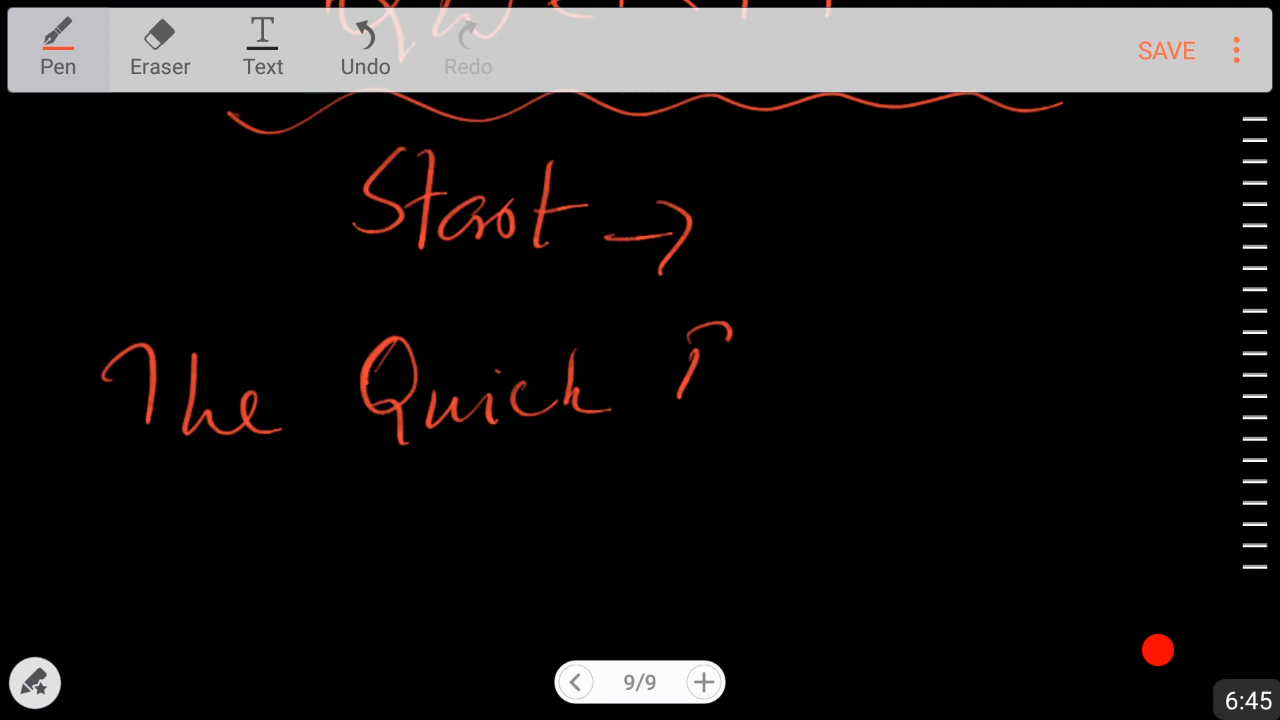 Pen Eraser Text Undo Redo SAVE
Start →
The Quick
9/9
6:45